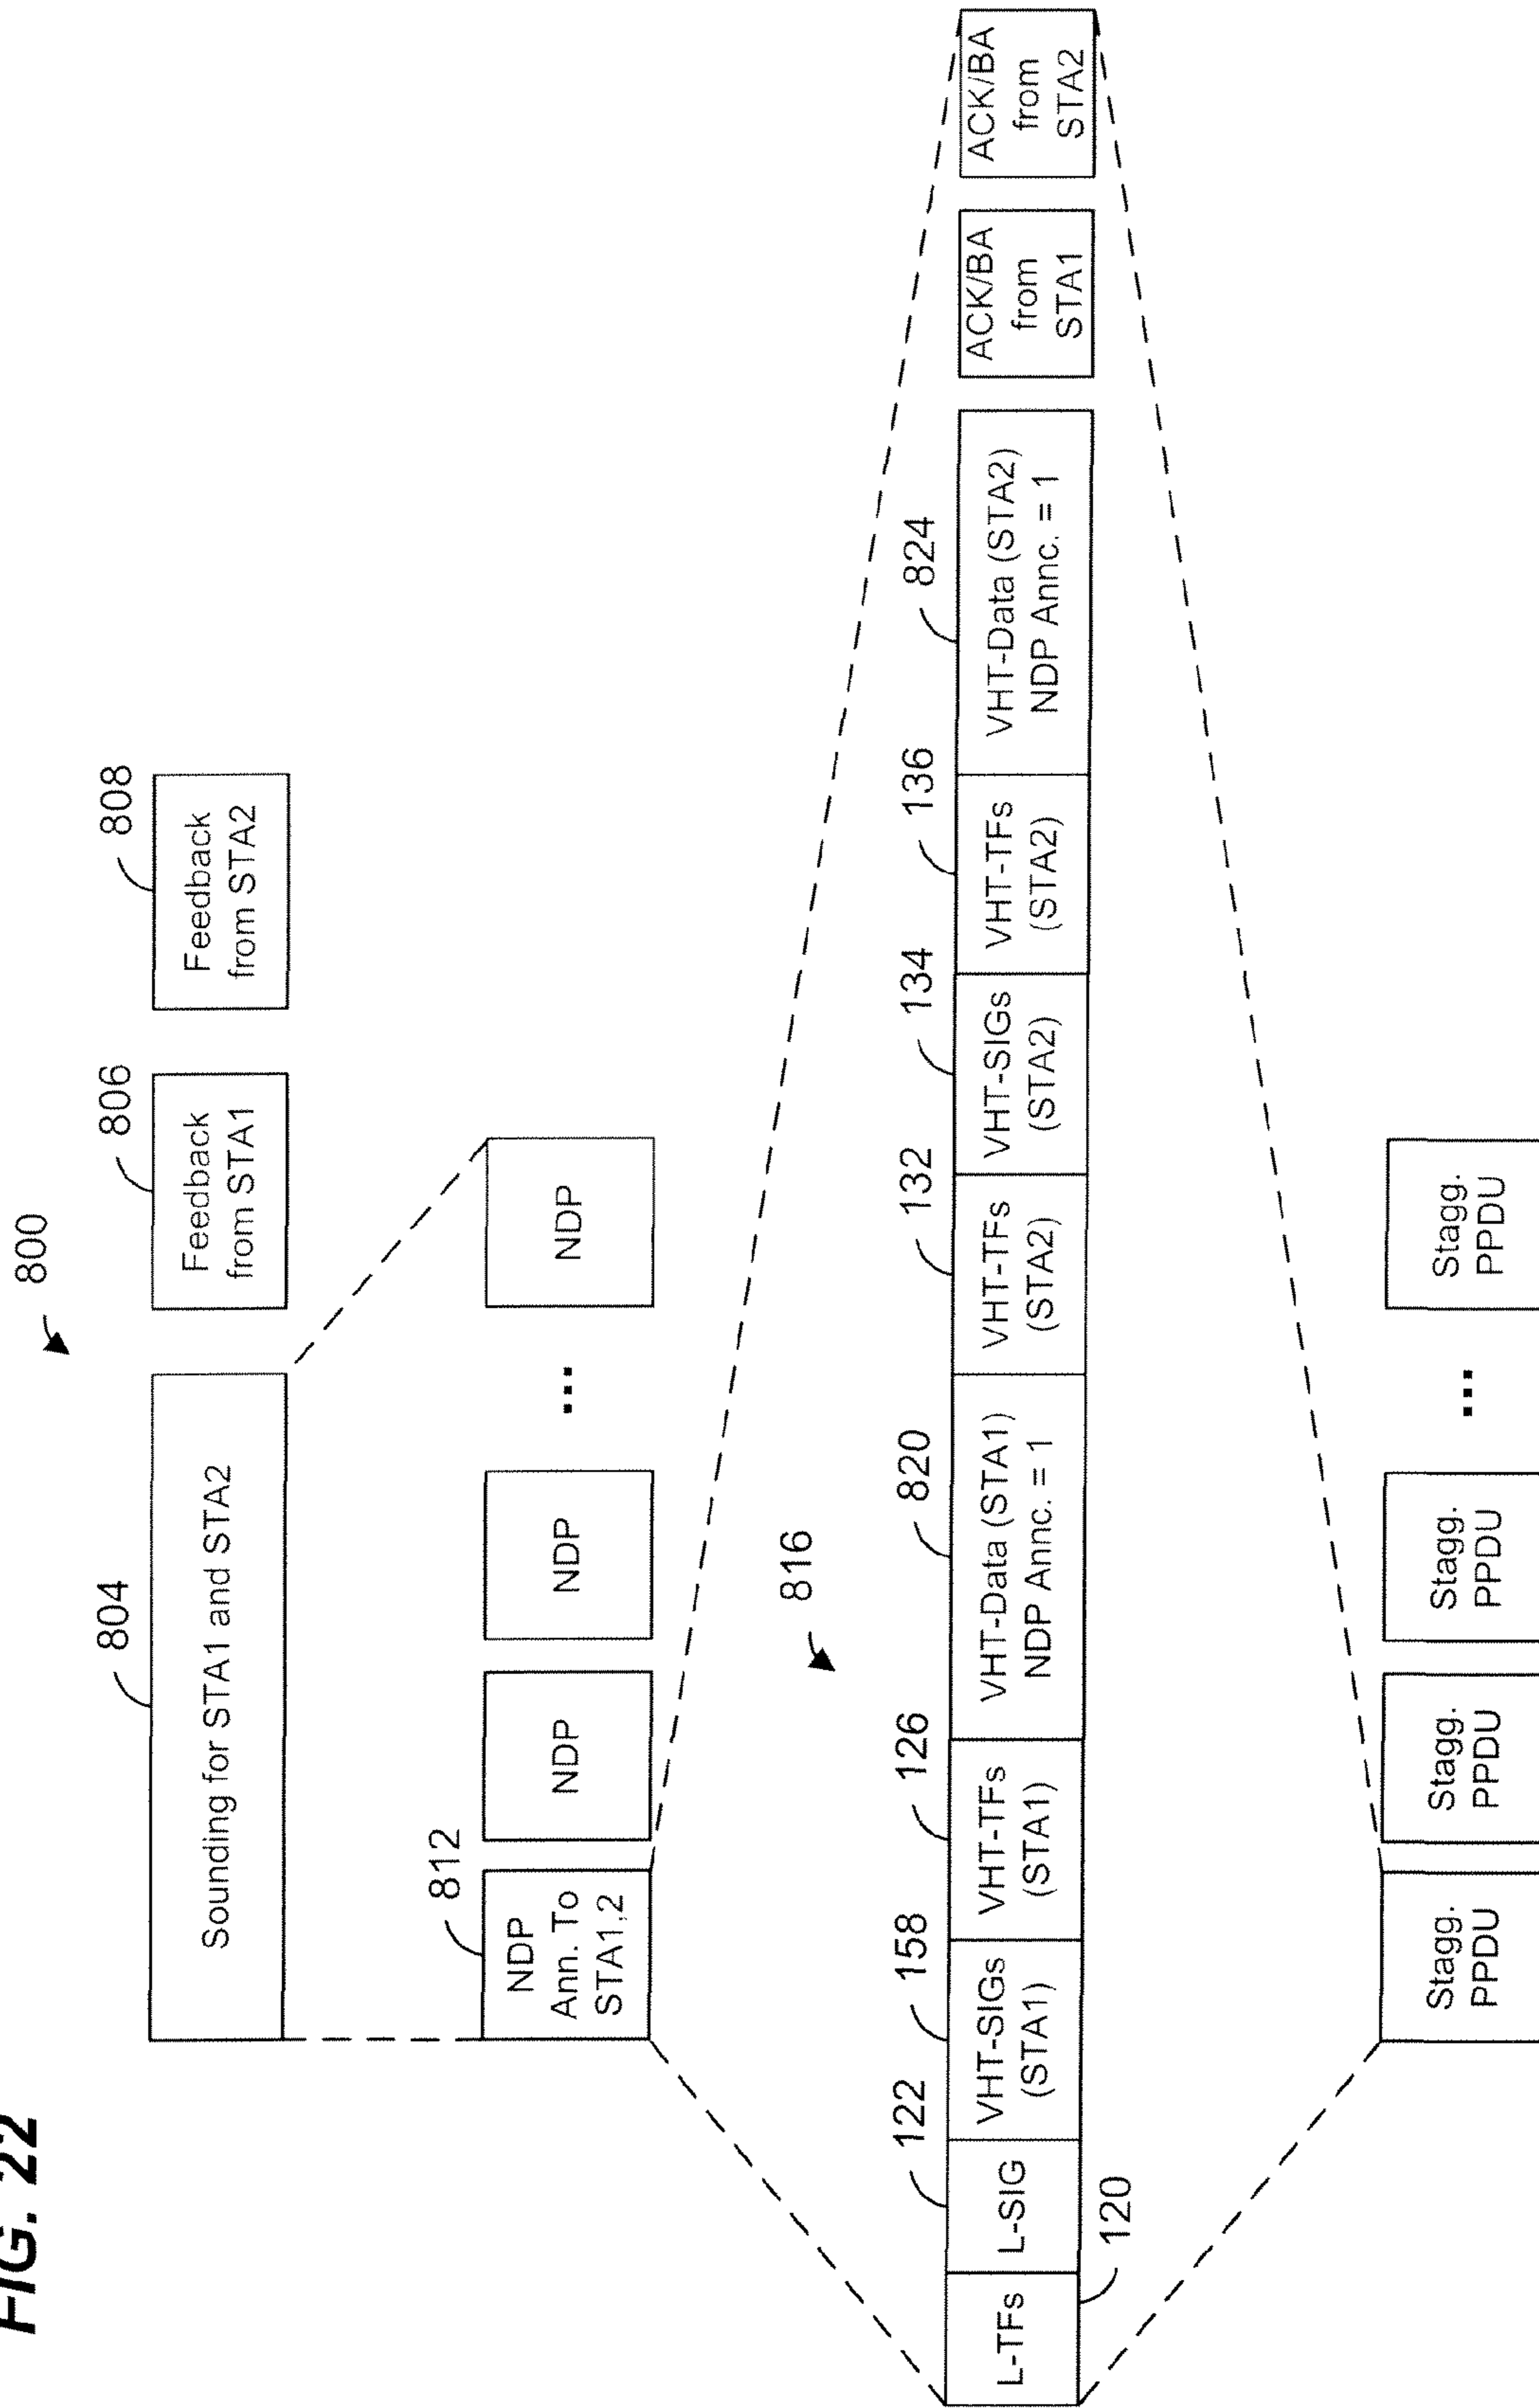 FIG. 22
800
804
Sounding for STA1 and STA2
806
Feedback
from STA1
808
Feedback
from STA2
812
NDP
Ann. To
STA1,2
NDP
NDP
...
NDP
816
L-TFs
120
122
L-SIG
158
VHT-SIGs
(STA1)
126
VHT-TFs
(STA1)
820
VHT-Data (STA1)
NDP Annc. = 1
132
VHT-TFs
(STA2)
134
VHT-SIGs
(STA2)
136
VHT-TFs
(STA2)
824
VHT-Data (STA2)
NDP Annc. = 1
ACK/BA
from
STA1
ACK/BA
from
STA2
Stagg.
PPDU
Stagg.
PPDU
Stagg.
PPDU
...
Stagg.
PPDU